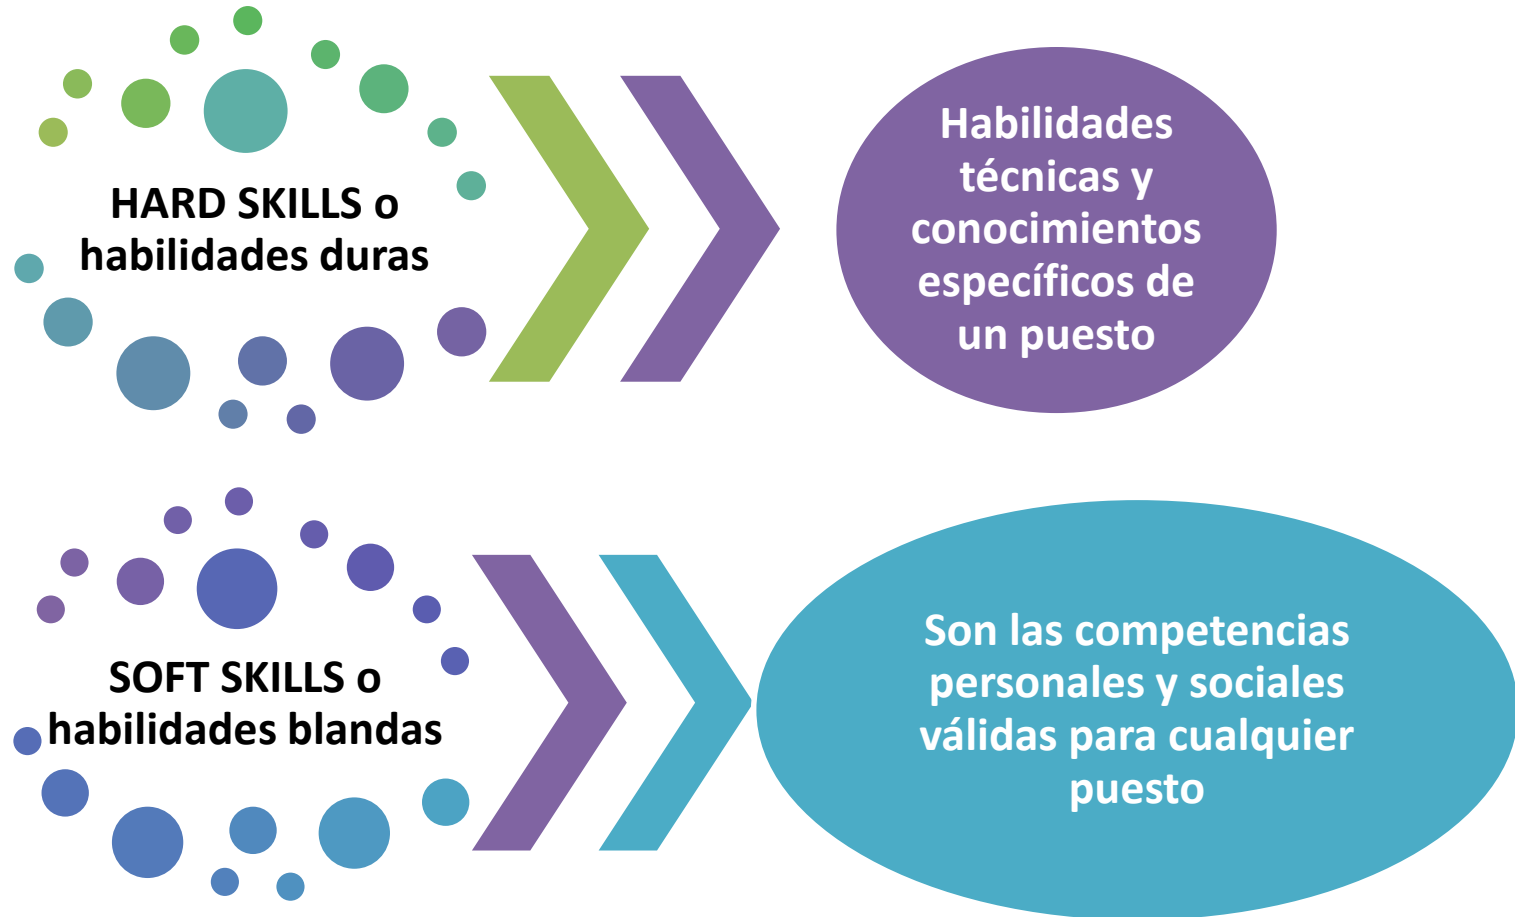 HARD SKILLS o
habilidades duras
Habilidades
técnicas y
conocimientos
específicos de
un puesto
SOFT SKILLS o
habilidades blandas
Son las competencias
personales y sociales
válidas para cualquier
puesto